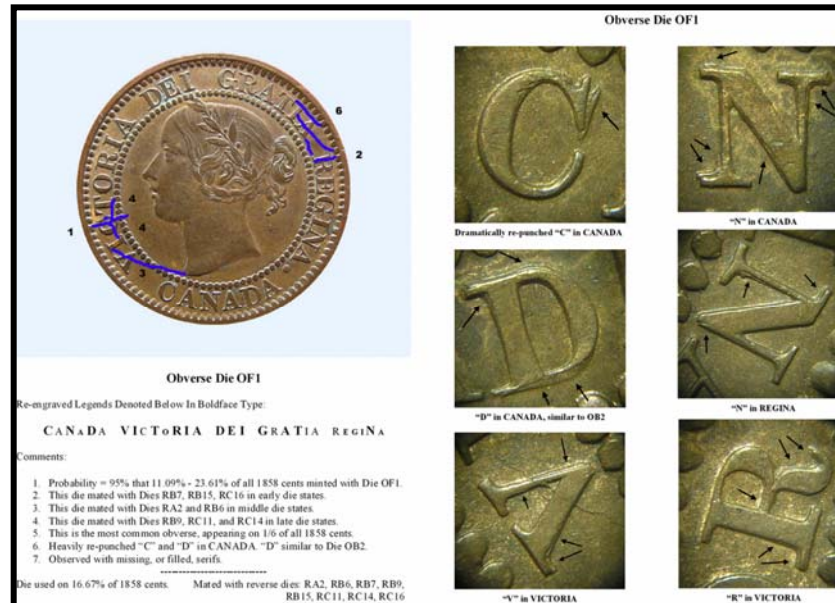 Obverse Die OF1
VICTORIA DEI GRATIA REGINA.
CANADA
6
2
4
4
1
3
Obverse Die OF1
Re-engraved Legends Denoted Below In Boldface Type:
CANADA VICTORIA DEI GRATIA REGINA
Comments:
1. Probability = 95% that 11.09% - 23.61% of all 1858 cents minted with Die OF1.
2. This die mated with Dies RB7, RB15, RC16 in early die states.
3. This die mated with Dies RA2 and RB6 in middle die states.
4. This die mated with Dies RB9, RC11, and RC14 in late die states.
5. This is the most common obverse, appearing on 1/6 of all 1858 cents.
6. Heavily re-punched "C" and "D" in CANADA. "D" similar to Die OB2.
7. Observed with missing, or filled, serifs.
----------------------------
Die used on 16.67% of 1858 cents. Mated with reverse dies: RA2, RB6, RB7, RB9,
RB15, RC11, RC14, RC16
C
Dramatically re-punched "C" in CANADA
N
"N" in CANADA
D
"D" in CANADA, similar to OB2
N
"N" in REGINA
V
"V" in VICTORIA
R
"R" in VICTORIA